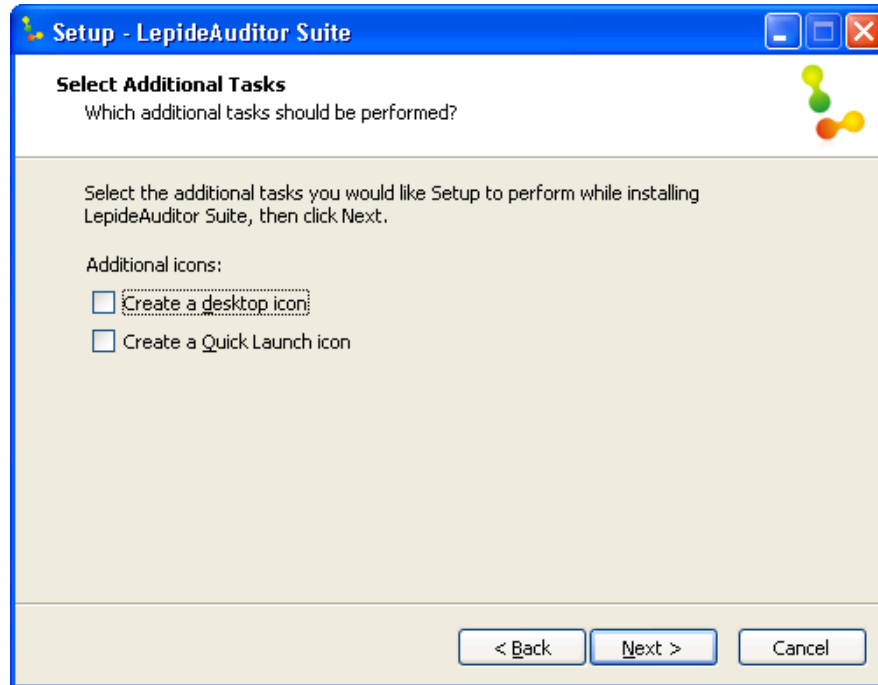 Setup - LepideAuditor Suite
Select Additional Tasks
Which additional tasks should be performed?
Select the additional tasks you would like Setup to perform while installing
LepideAuditor Suite, then click Next.
Additional icons:
Create a desktop icon
Create a Quick Launch icon
< Back Next > Cancel